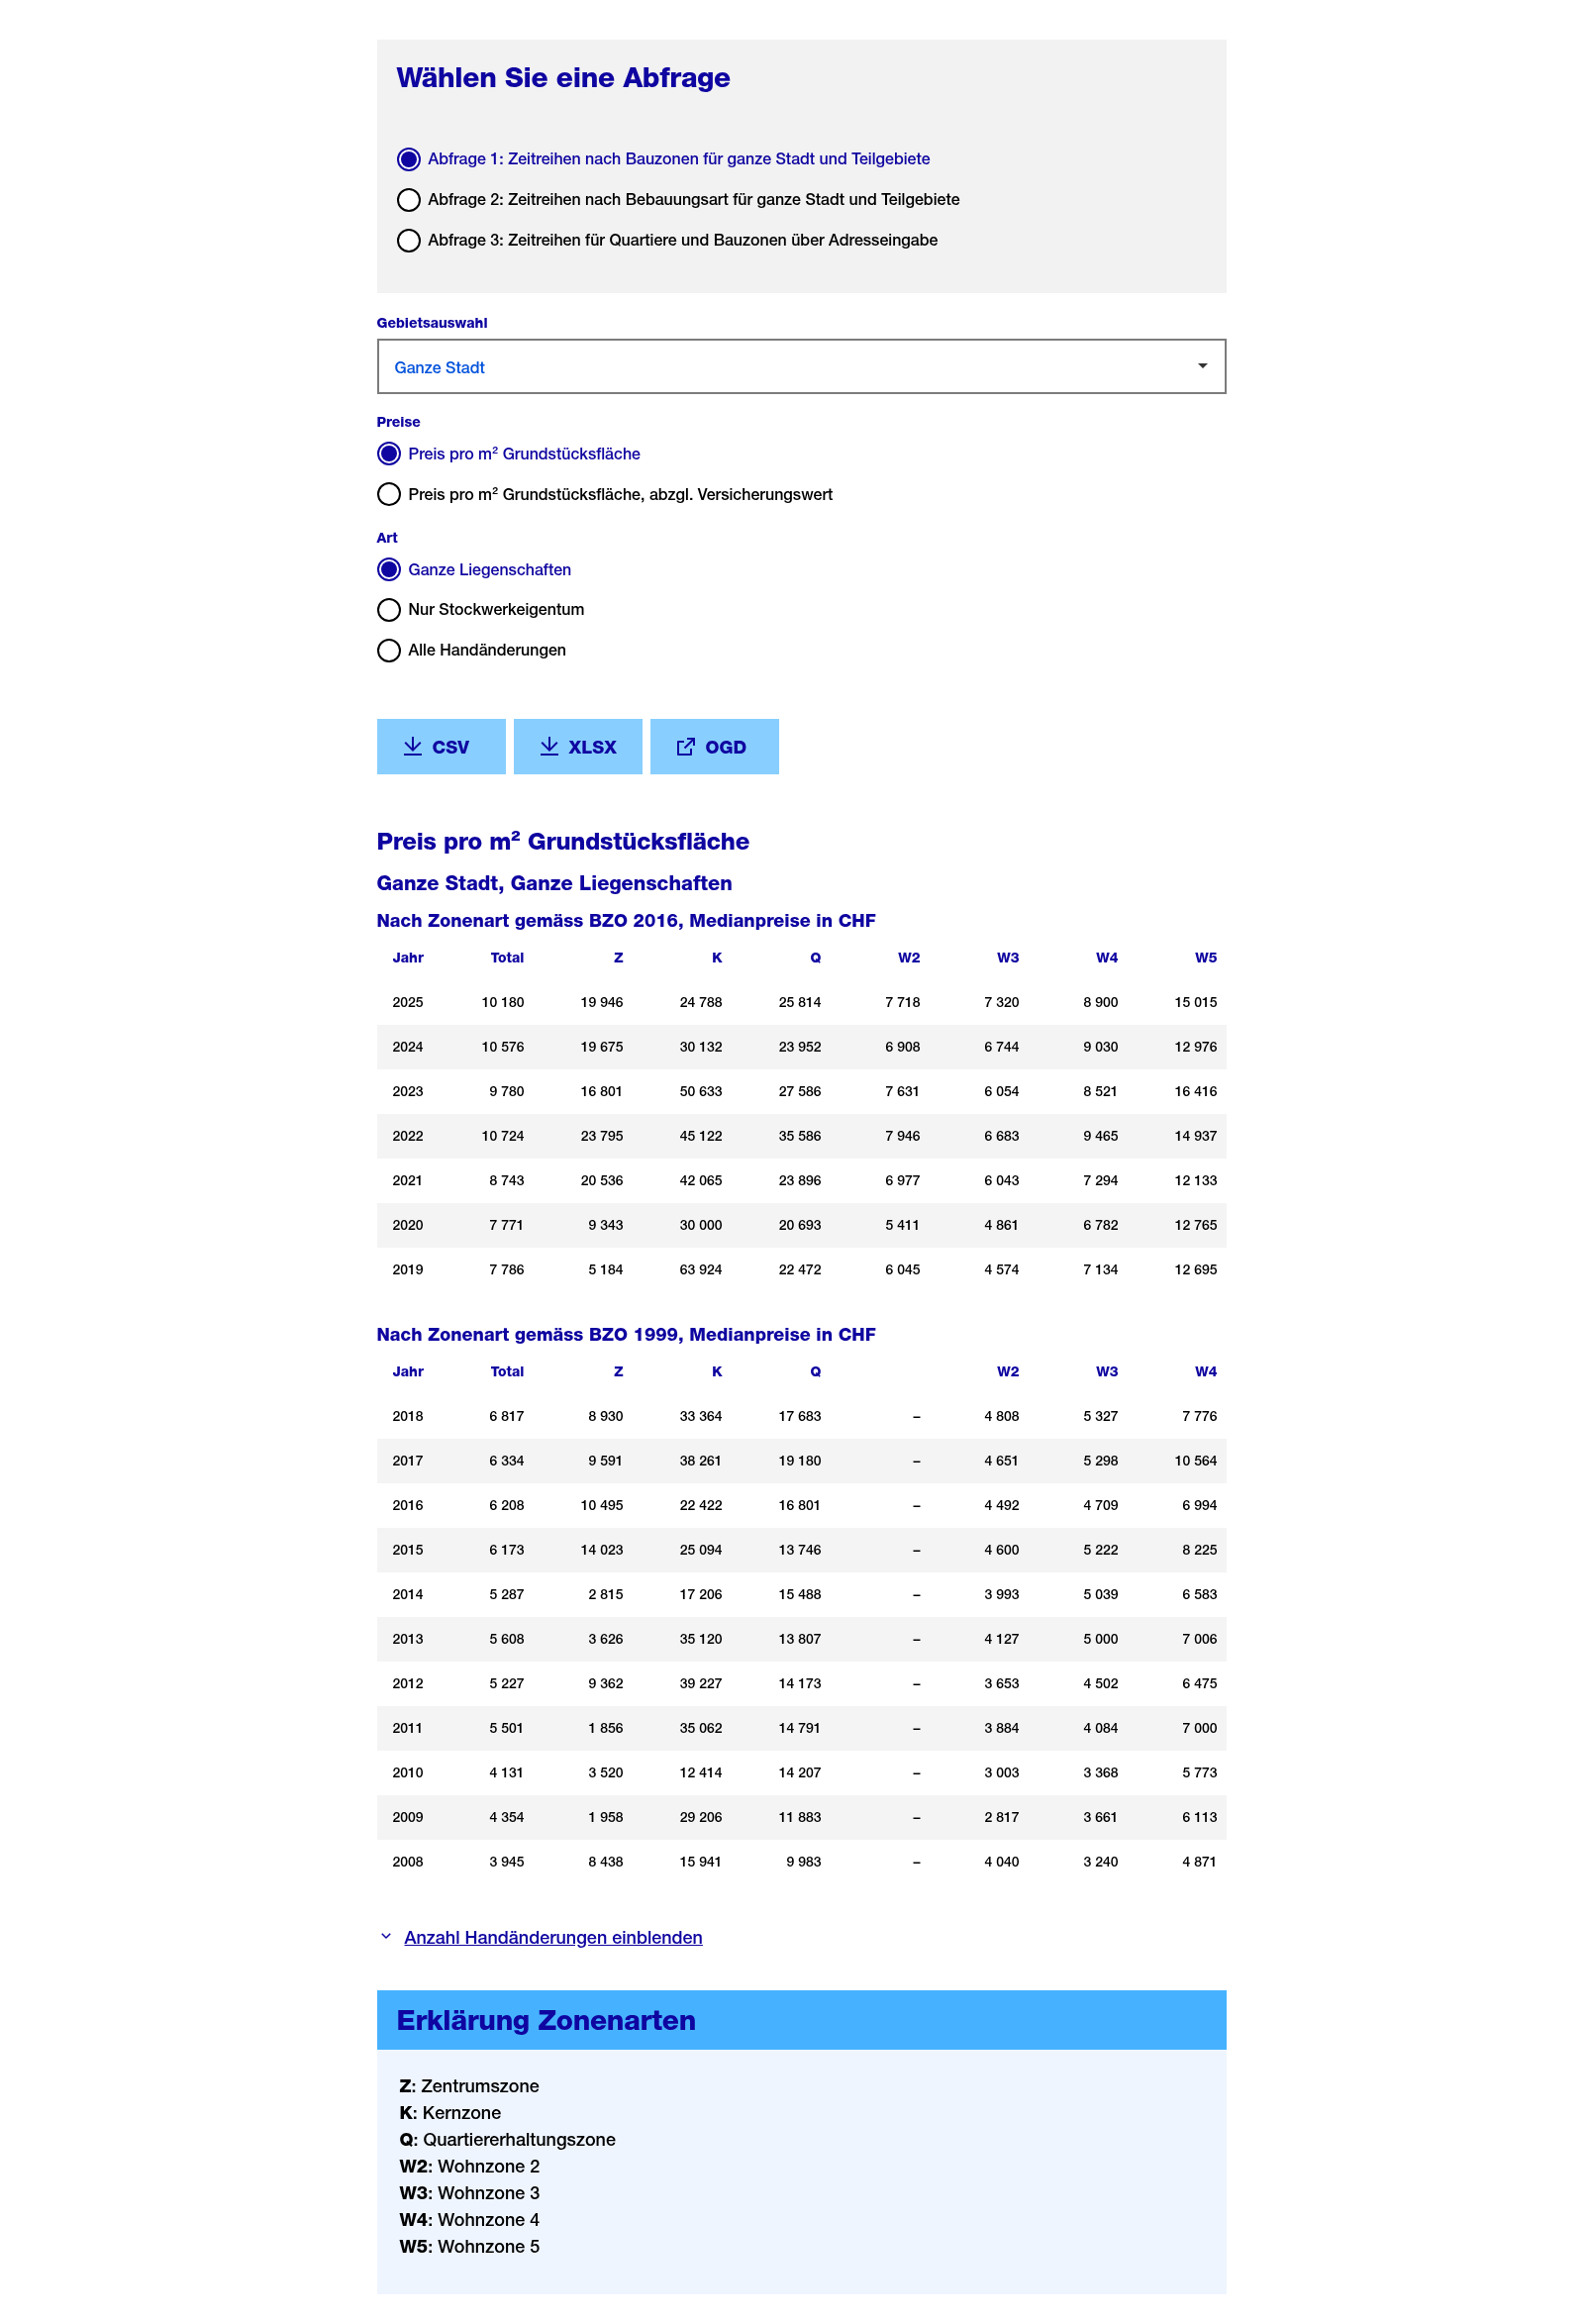 Wählen Sie eine Abfrage
Abfrage 1: Zeitreihen nach Bauzonen für ganze Stadt und Teilgebiete
Abfrage 2: Zeitreihen nach Bebauungsart für ganze Stadt und Teilgebiete
Abfrage 3: Zeitreihen für Quartiere und Bauzonen über Adresseingabe
Gebietsauswahl
Ganze Stadt
Preise
Preis pro m² Grundstücksfläche
Preis pro m² Grundstücksfläche, abzgl. Versicherungswert
Art
Ganze Liegenschaften
Nur Stockwerkeigentum
Alle Handänderungen
CSV XLSX OGD
Preis pro m² Grundstücksfläche
Ganze Stadt, Ganze Liegenschaften
Nach Zonenart gemäss BZO 2016, Medianpreise in CHF
Jahr Total Z K Q W2 W3 W4 W5
2025 10 180 19 946 24 788 25 814 7 718 7 320 8 900 15 015
2024 10 576 19 675 30 132 23 952 6 908 6 744 9 030 12 976
2023 9 780 16 801 50 633 27 586 7 631 6 054 8 521 16 416
2022 10 724 23 795 45 122 35 586 7 946 6 683 9 465 14 937
2021 8 743 20 536 42 065 23 896 6 977 6 043 7 294 12 133
2020 7 771 9 343 30 000 20 693 5 411 4 861 6 782 12 765
2019 7 786 5 184 63 924 22 472 6 045 4 574 7 134 12 695
Nach Zonenart gemäss BZO 1999, Medianpreise in CHF
Jahr Total Z K Q W2 W3 W4
2018 6 817 8 930 33 364 17 683 – 4 808 5 327 7 776
2017 6 334 9 591 38 261 19 180 – 4 651 5 298 10 564
2016 6 208 10 495 22 422 16 801 – 4 492 4 709 6 994
2015 6 173 14 023 25 094 13 746 – 4 600 5 222 8 225
2014 5 287 2 815 17 206 15 488 – 3 993 5 039 6 583
2013 5 608 3 626 35 120 13 807 – 4 127 5 000 7 006
2012 5 227 9 362 39 227 14 173 – 3 653 4 502 6 475
2011 5 501 1 856 35 062 14 791 – 3 884 4 084 7 000
2010 4 131 3 520 12 414 14 207 – 3 003 3 368 5 773
2009 4 354 1 958 29 206 11 883 – 2 817 3 661 6 113
2008 3 945 8 438 15 941 9 983 – 4 040 3 240 4 871
Anzahl Handänderungen einblenden
Erklärung Zonenarten
Z: Zentrumszone
K: Kernzone
Q: Quartiererhaltungszone
W2: Wohnzone 2
W3: Wohnzone 3
W4: Wohnzone 4
W5: Wohnzone 5